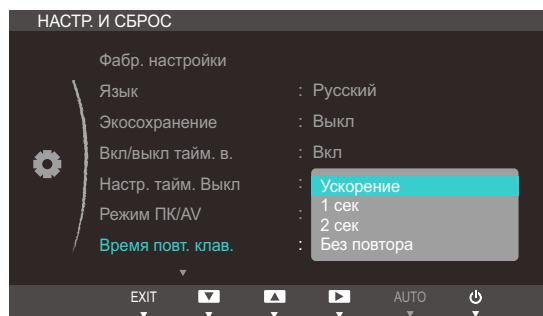 НАСТР. И СБРОС
Фабр. настройки
Язык : Русский
Экосохранение : Выкл
Вкл/выкл тайм. в. : Вкл
Настр. тайм. Выкл : Ускорение
1 сек
Режим ПК/AV :
2 сек
Время повт. клав. : Без повтора
EXIT AUTO